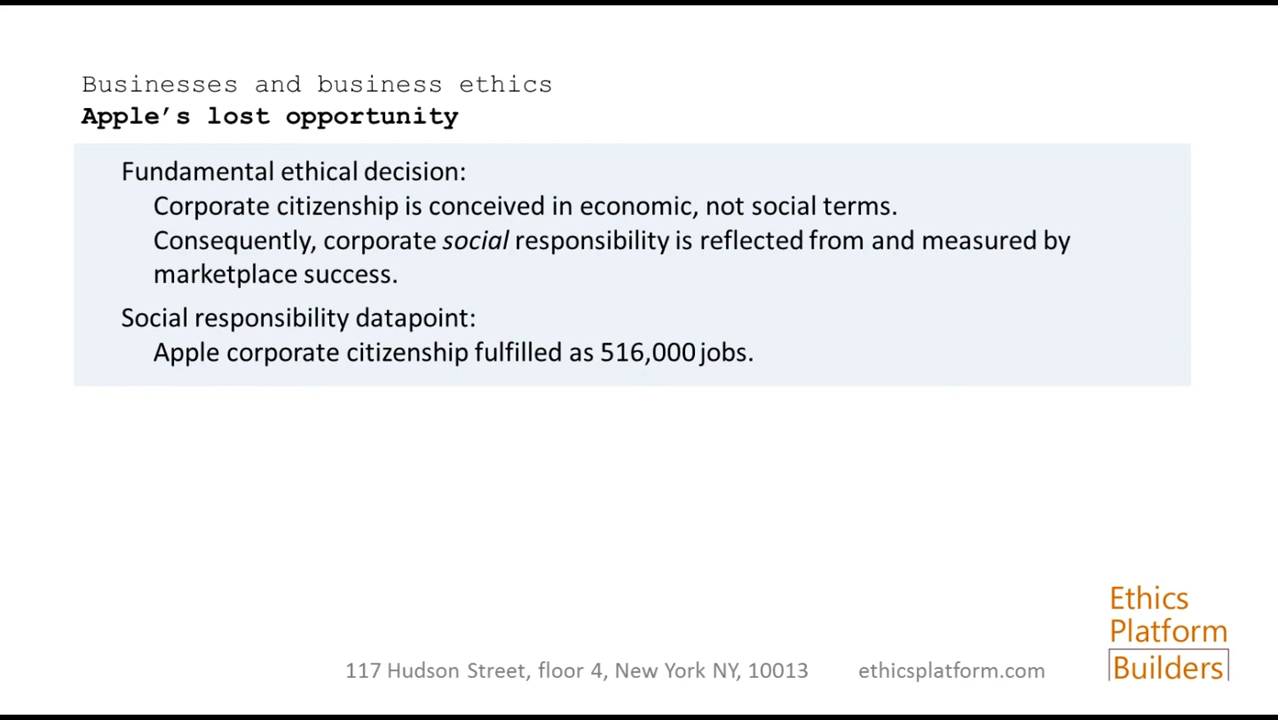 Businesses and business ethics
Apple's lost opportunity
Fundamental ethical decision:
Corporate citizenship is conceived in economic, not social terms.
Consequently, corporate social responsibility is reflected from and measured by
marketplace success.
Social responsibility datapoint:
Apple corporate citizenship fulfilled as 516,000 jobs.
Ethics
Platform
Builders
117 Hudson Street, floor 4, New York NY, 10013 ethicsplatform.com